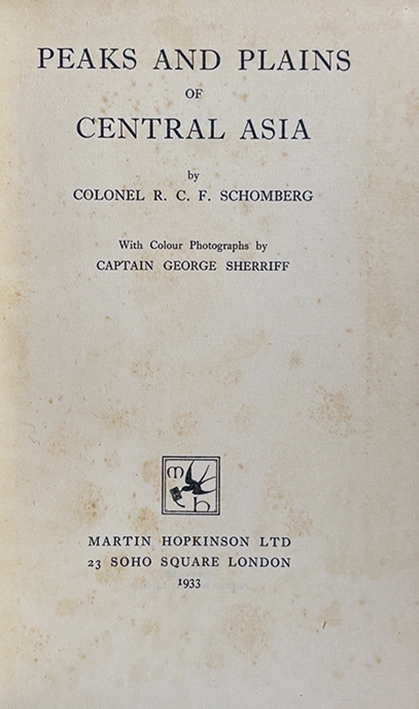 PEAKS AND PLAINS
OF
CENTRAL ASIA
by
COLONEL R. C. F. SCHOMBERG
With Colour Photographs by
CAPTAIN GEORGE SHERRIFF
m
h
MARTIN HOPKINSON LTD
23 SOHO SQUARE LONDON
1933